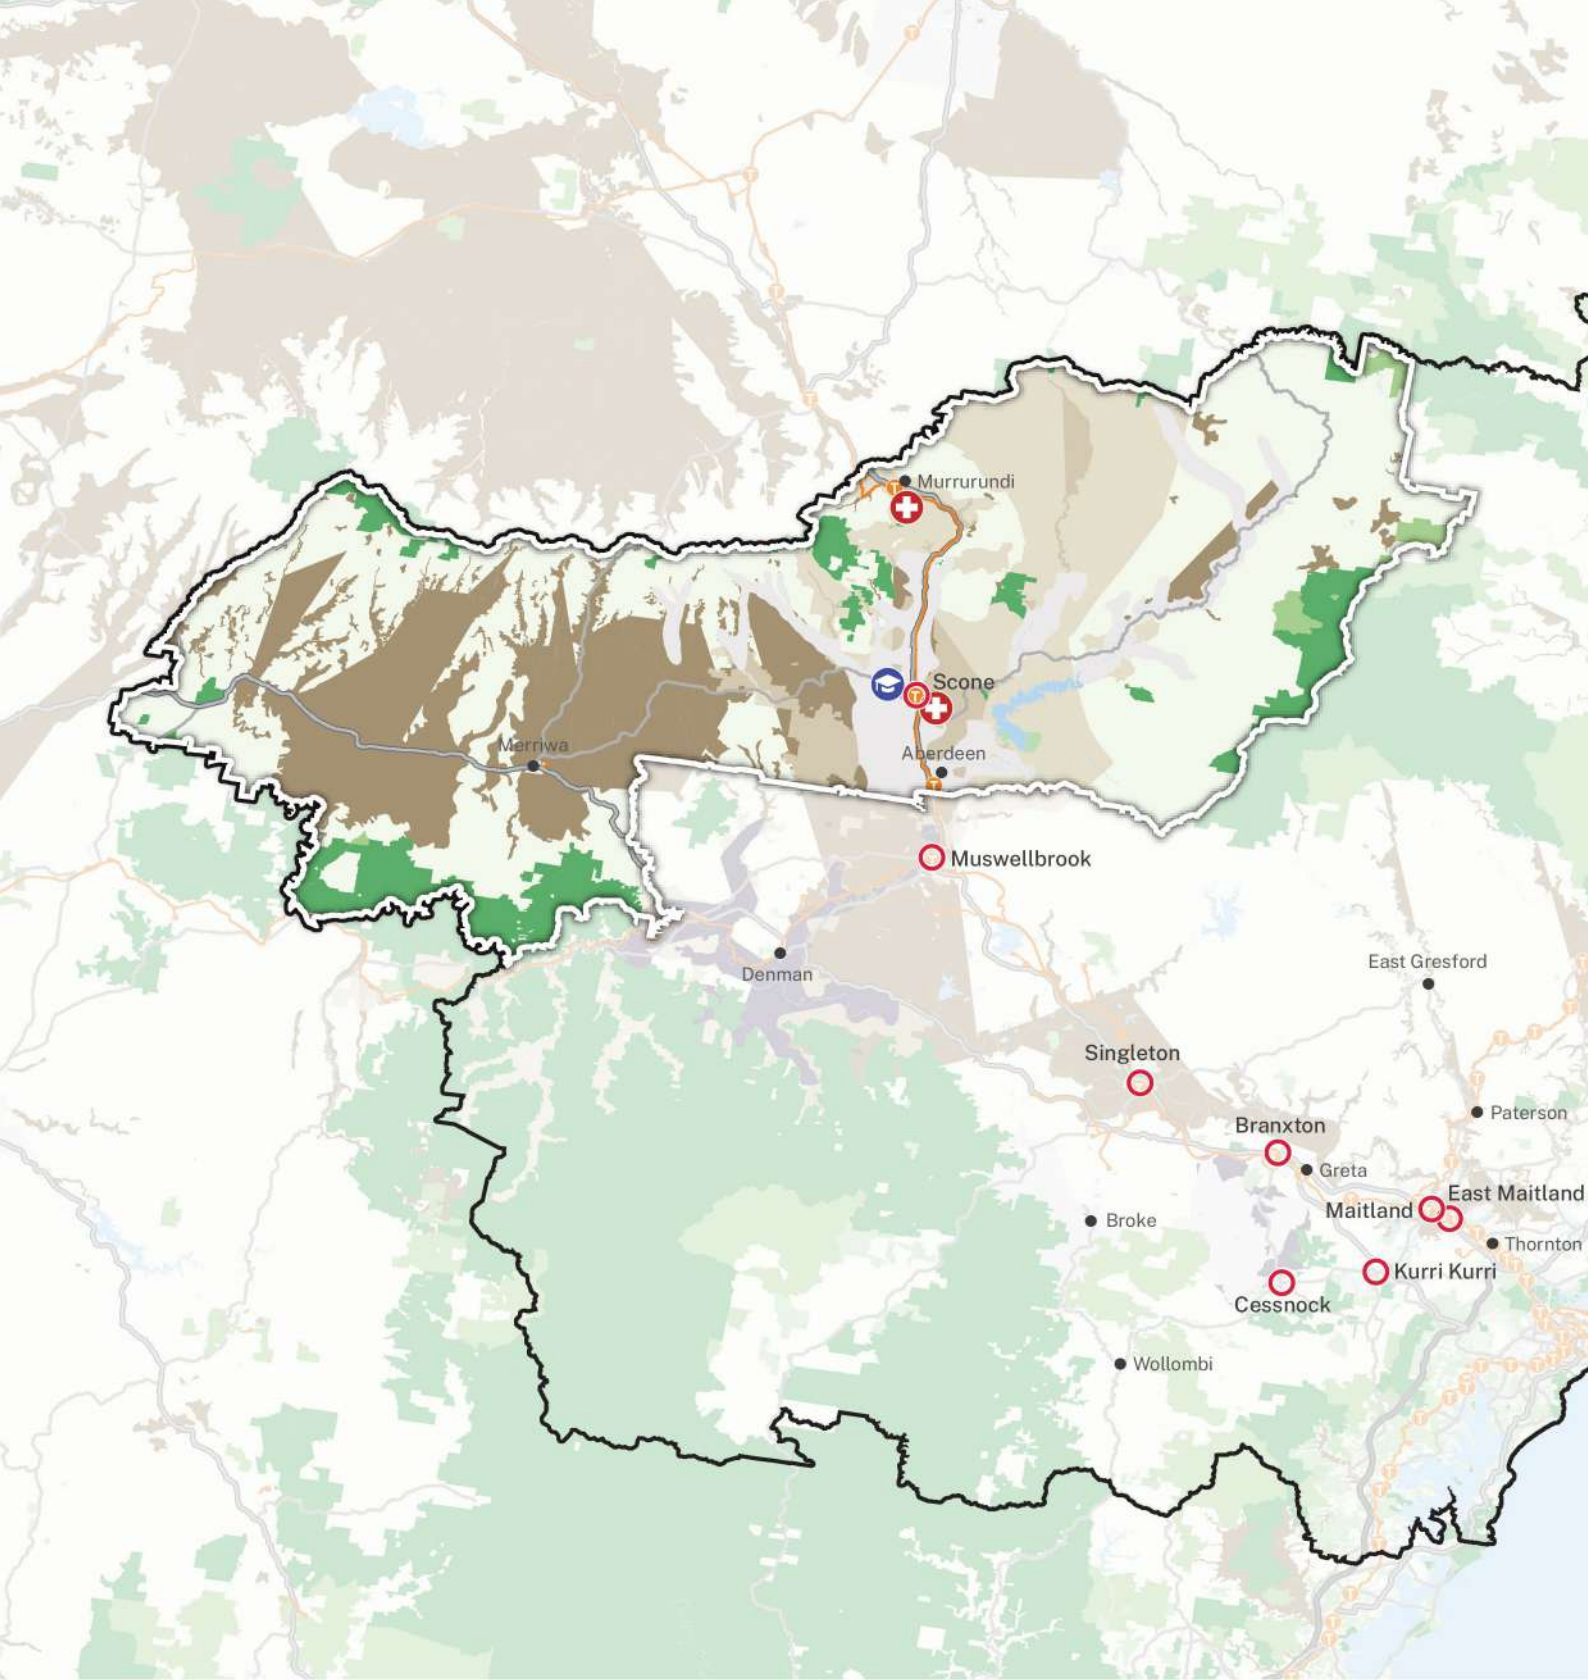 Murrurundi
Scone
Merriwa
Aberdeen
Muswellbrook
Denman
East Gresford
Singleton
Paterson
Branxton
Greta
East Maitland
Maitland
Broke
Thornton
Kurri Kurri
Cessnock
Wollombi
T
T
T
T
T
T
T
T